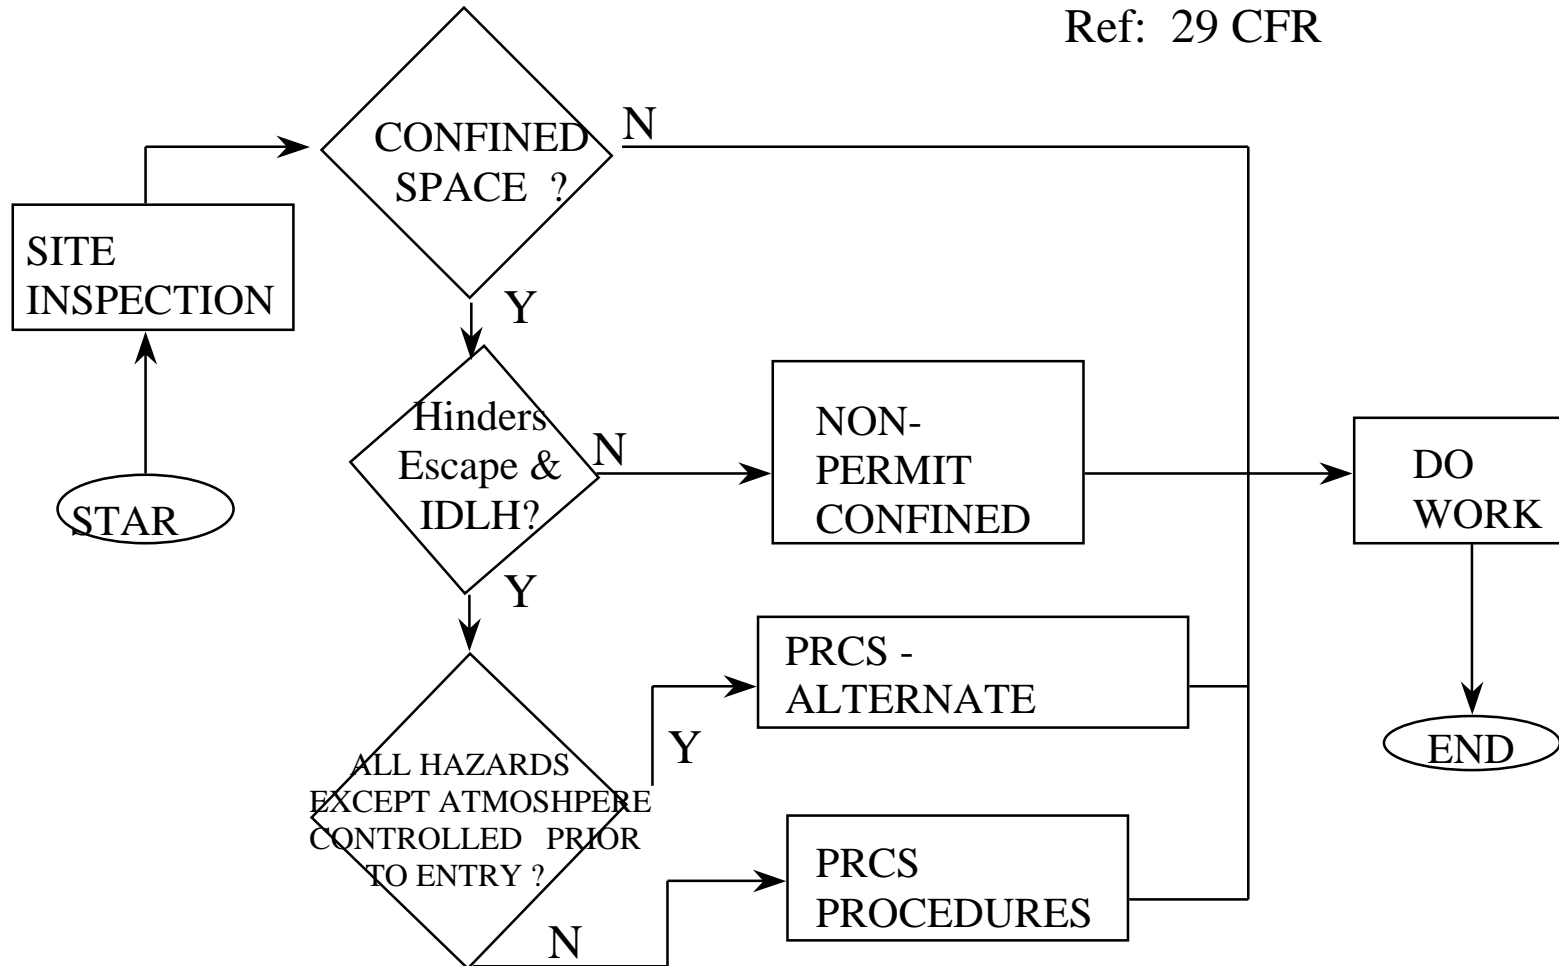 Ref: 29 CFR
CONFINED
SPACE ?
N
SITE
INSPECTION
Y
Hinders
Escape &
IDLH?
N
NON-
PERMIT
CONFINED
DO
WORK
STAR
Y
PRCS -
ALTERNATE
Y
END
ALL HAZARDS
EXCEPT ATMOSHPERE
CONTROLLED PRIOR
TO ENTRY ?
PRCS
PROCEDURES
N